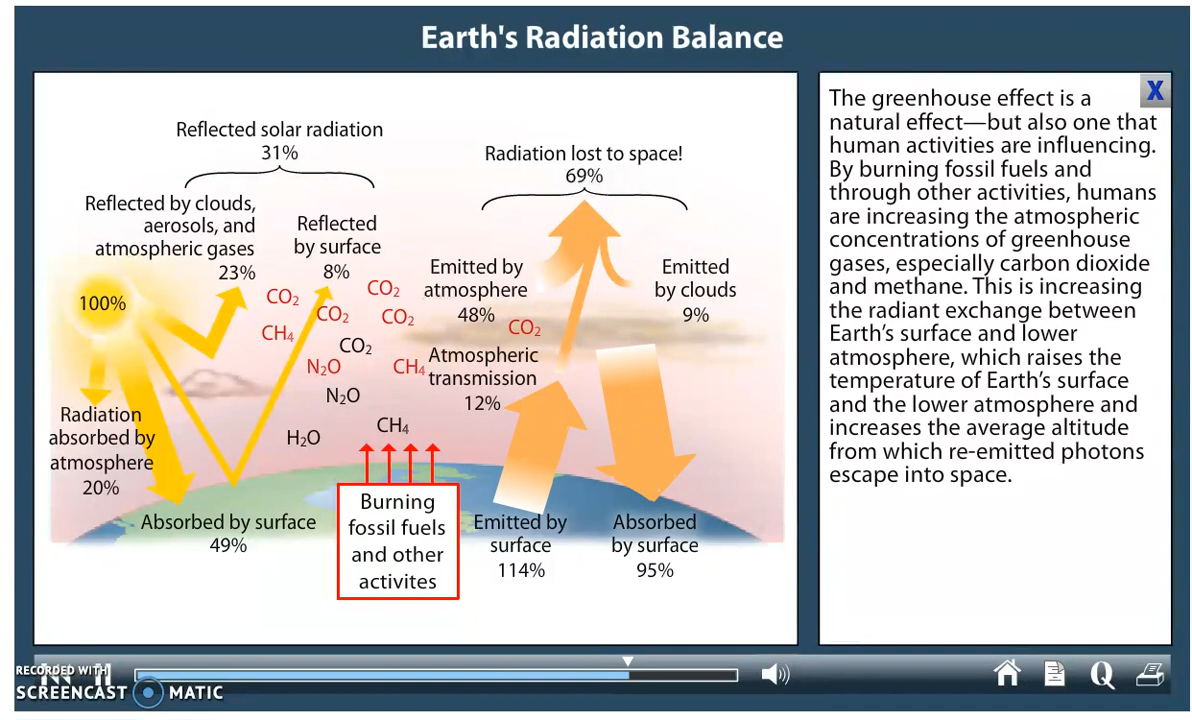 Earth's Radiation Balance
Reflected solar radiation
31%
Reflected by clouds,
aerosols, and
atmospheric gases
23%
Reflected
by surface
8%
100%
Radiation
absorbed by
atmosphere
20%
Absorbed by surface
49%
CO₂
CO₂
CO₂
CO₂
CH₄
CO₂
N₂O
CH₄
N₂O
CH₄
H₂O
Burning
fossil fuels
and other
activites
Radiation lost to space!
69%
Emitted by
atmosphere
48%
Emitted
by clouds
9%
CO₂
Atmospheric
transmission
12%
Emitted by
surface
114%
Absorbed
by surface
95%
X
The greenhouse effect is a
natural effect—but also one that
human activities are influencing.
By burning fossil fuels and
through other activities, humans
are increasing the atmospheric
concentrations of greenhouse
gases, especially carbon dioxide
and methane. This is increasing
the radiant exchange between
Earth's surface and lower
atmosphere, which raises the
temperature of Earth's surface
and the lower atmosphere and
increases the average altitude
from which re-emitted photons
escape into space.
RECORDED WITH
SCREENCAST MATIC
Q